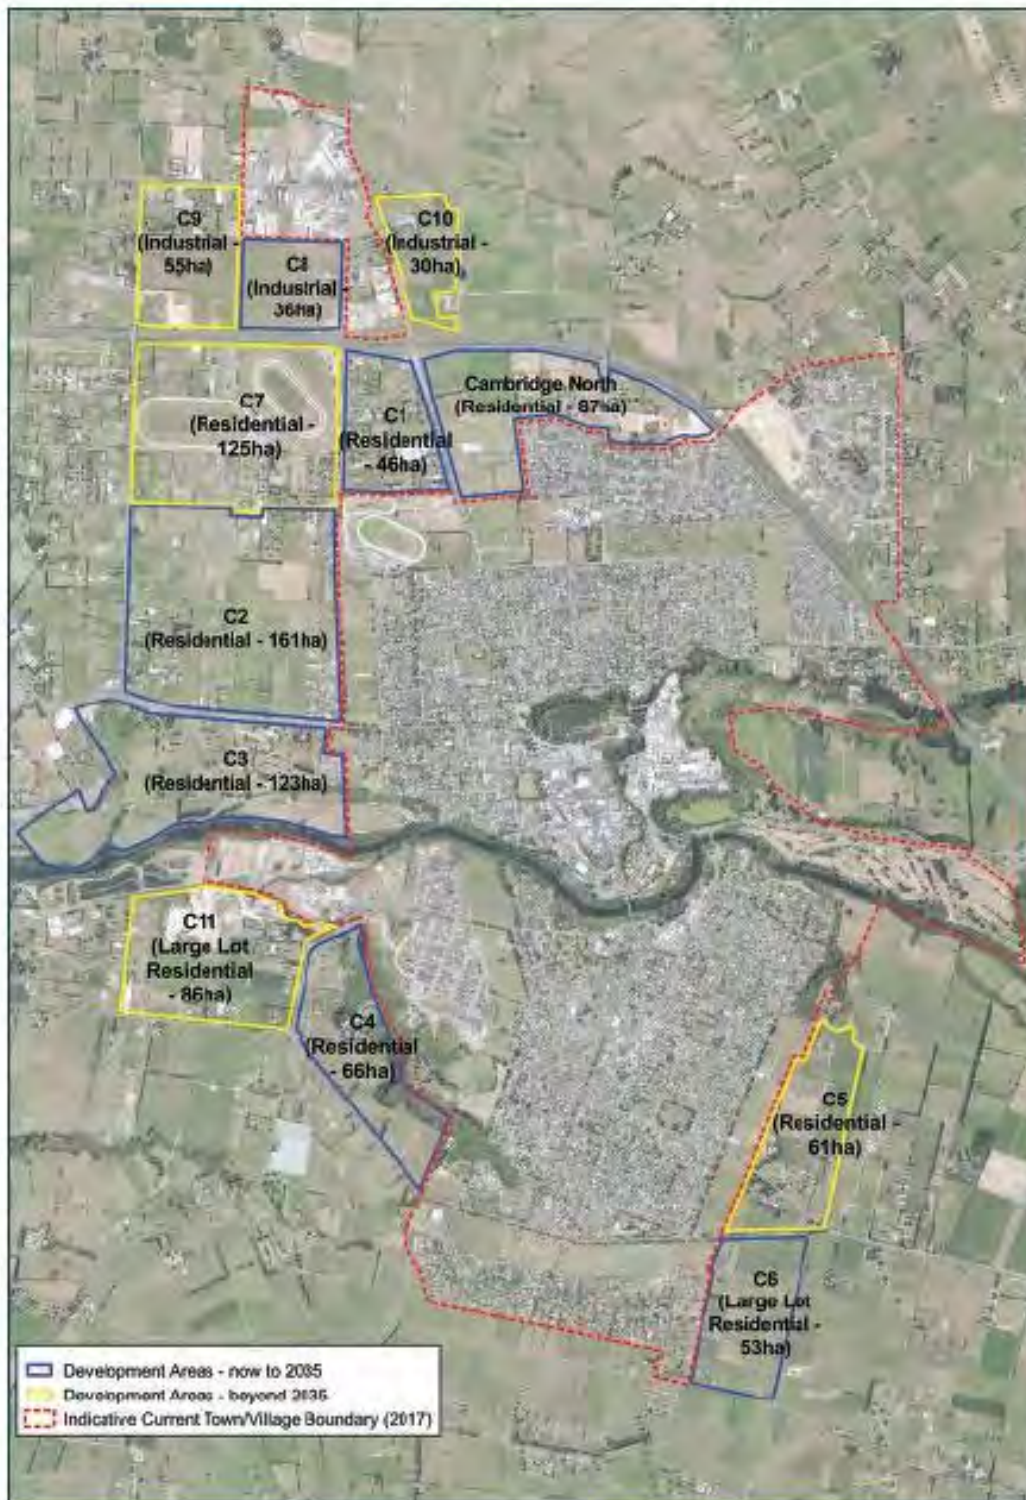 C9
(Industrial -
55ha)
C10
(Industrial -
30ha)
C8
(Industrial -
36ha)
C7
(Residential -
125ha)
C1
(Residential
- 46ha)
Cambridge North
(Residential - 87ha)
C2
(Residential - 161ha)
C3
(Residential - 123ha)
C11
(Large Lot
Residential
- 86ha)
C4
(Residential
- 66ha)
C5
(Residential -
61ha)
C6
(Large Lot
Residential -
53ha)
Development Areas - now to 2035
Development Areas - beyond 2035
Indicative Current Town/Village Boundary (2017)